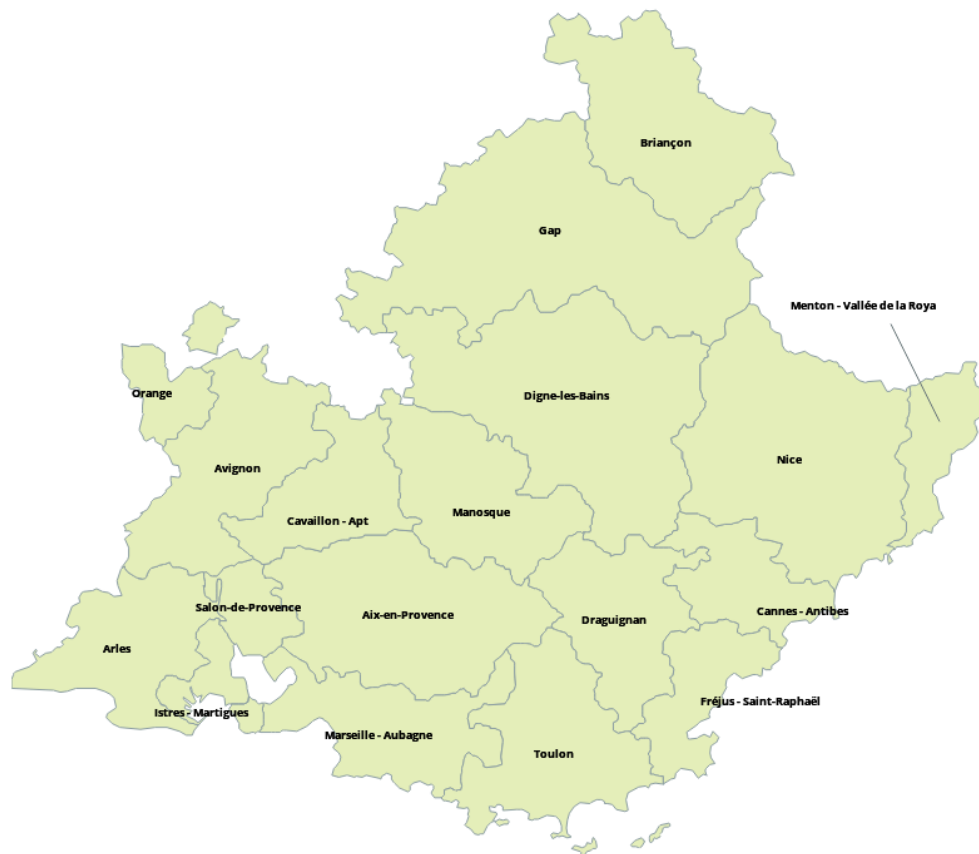 Briançon
Gap
Menton - Vallée de la Roya
Orange
Digne-les-Bains
Avignon
Nice
Cavaillon - Apt
Manosque
Salon-de-Provence
Aix-en-Provence
Cannes - Antibes
Draguignan
Arles
Fréjus - Saint-Raphaël
Istres - Martigues
Marseille - Aubagne
Toulon